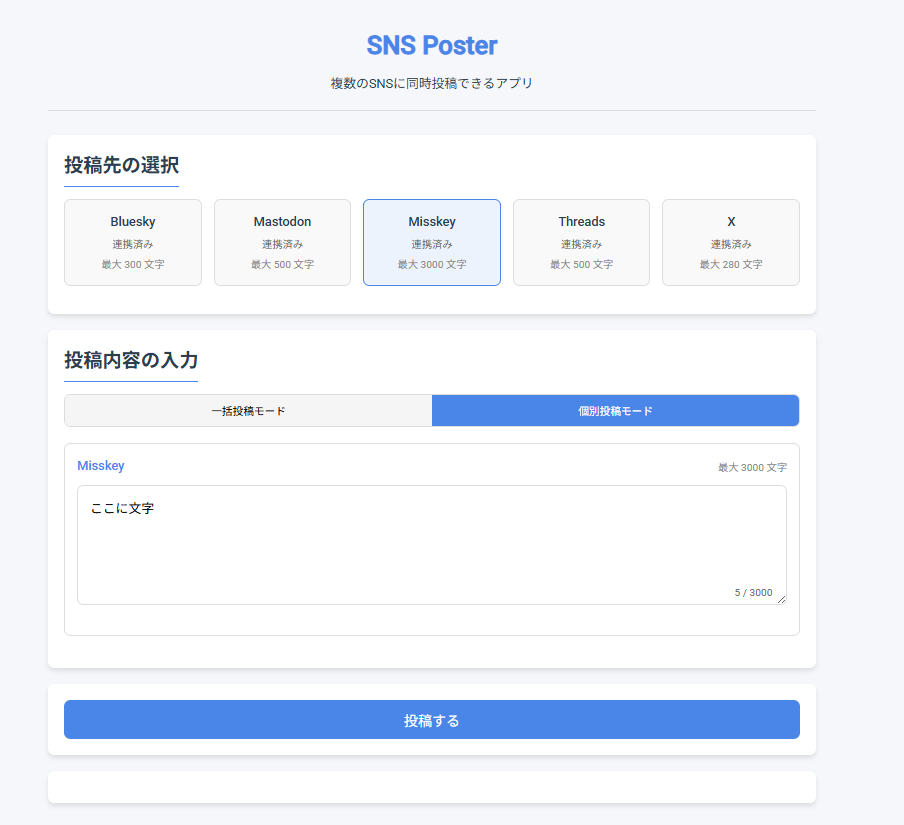 SNS Poster
複数のSNSに同時投稿できるアプリ
投稿先の選択
Bluesky
連携済み
最大 300 文字
Mastodon
連携済み
最大 500 文字
Misskey
連携済み
最大 3000 文字
Threads
連携済み
最大 500 文字
X
連携済み
最大 280 文字
投稿内容の入力
一括投稿モード
個別投稿モード
Misskey
最大 3000 文字
ここに文字
5 / 3000
投稿する